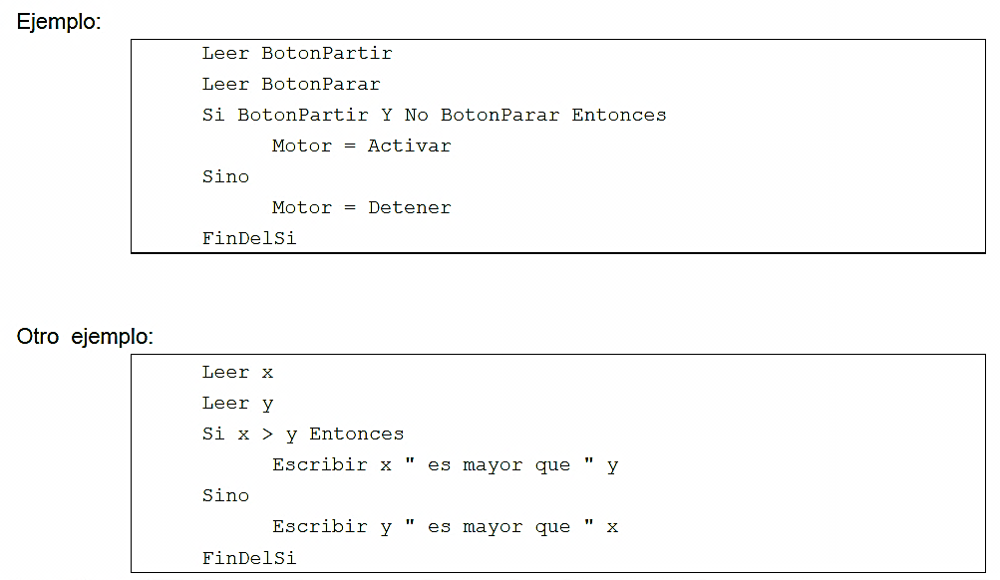 Ejemplo:
Leer BotonPartir
Leer BotonParar
Si BotonPartir Y No BotonParar Entonces
Motor = Activar
Sino
Motor = Detener
FinDelSi
Otro ejemplo:
Leer x
Leer y
Si x > y Entonces
Escribir x " es mayor que " y
Sino
Escribir y " es mayor que " x
FinDelSi